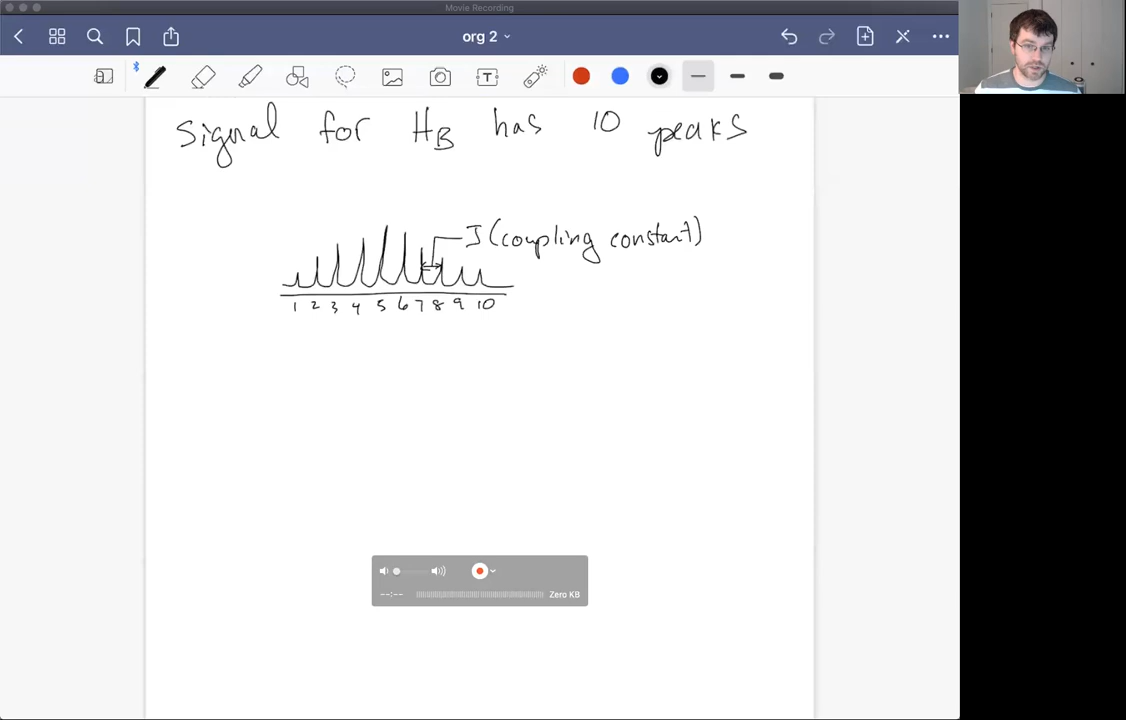 Movie Recording
org 2
T
Signal for HB has 10 peaks
J (coupling constant)
1 2 3 4 5 6 7 8 9 10
--:--
Zero KB